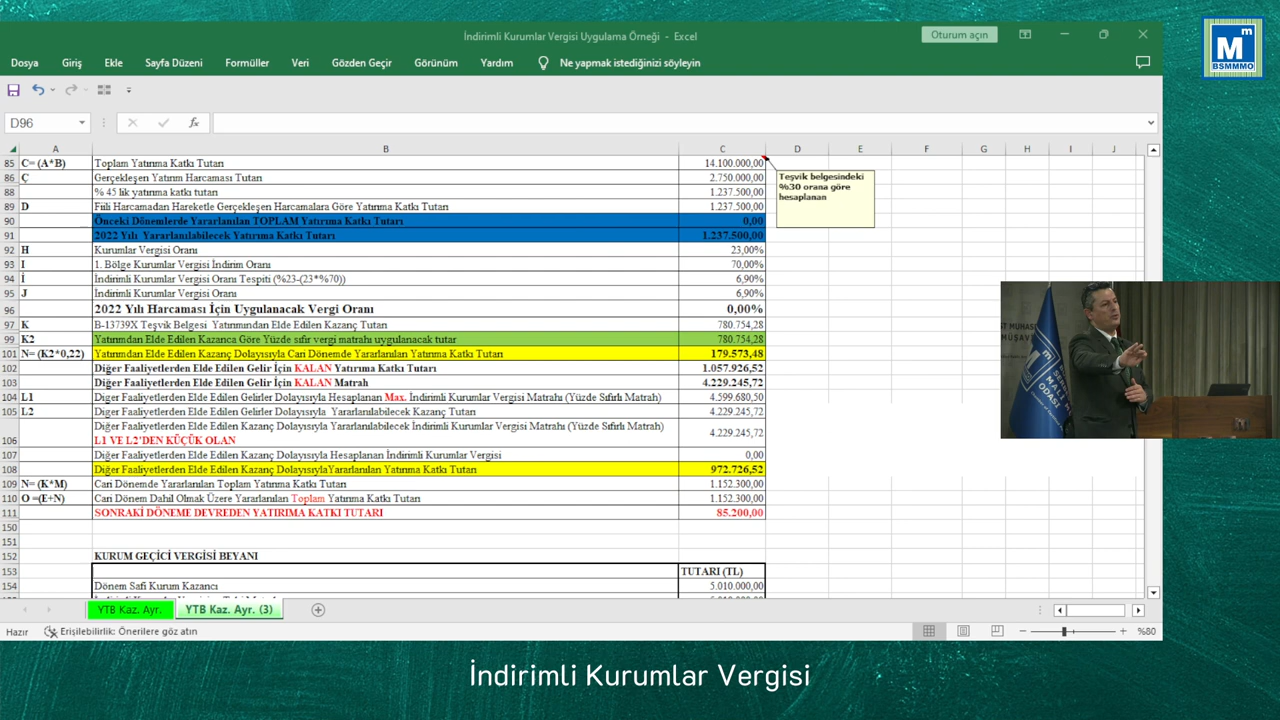 İndirimli Kurumlar Vergisi Uygulama Örneği - Excel
Oturum açın
M m
BSMMMO
Dosya Giriş Ekle Sayfa Düzeni Formüller Veri Gözden Geçir Görünüm Yardım Ne yapmak istediğinizi söyleyin
D96 fx
A B C D E F G H I J
85 C= (A*B) Toplam Yatırıma Katkı Tutarı 14.100.000,00
86 Ç Gerçekleşen Yatırım Harcaması Tutarı 2.750.000,00
88 % 45 lik yatırıma katkı tutarı 1.237.500,00
89 D Fiili Harcamadan Hareketle Gerçekleşen Harcamalara Göre Yatırıma Katkı Tutarı 1.237.500,00
90 Önceki Dönemlerde Yararlanılan TOPLAM Yatırıma Katkı Tutarı 0,00
91 2022 Yılı Yararlanılabilecek Yatırıma Katkı Tutarı 1.237.500,00
92 H Kurumlar Vergisi Oranı 23,00%
93 I 1. Bölge Kurumlar Vergisi İndirim Oranı 70,00%
94 İ İndirimli Kurumlar Vergisi Oranı Tespiti (%23-(23*%70)) 6,90%
95 J İndirimli Kurumlar Vergisi Oranı 6,90%
96 2022 Yılı Harcaması İçin Uygulanacak Vergi Oranı 0,00%
97 K B-13739X Teşvik Belgesi Yatırımından Elde Edilen Kazanç Tutarı 780.754,28
99 K2 Yatırımdan Elde Edilen Kazanca Göre Yüzde sıfır vergi matrahı uygulanacak tutar 780.754,28
101 N= (K2*0,22) Yatırımdan Elde Edilen Kazanç Dolayısıyla Cari Dönemde Yararlanılan Yatırıma Katkı Tutarı 179.573,48
102 Diğer Faaliyetlerden Elde Edilen Gelir İçin KALAN Yatırıma Katkı Tutarı 1.057.926,52
103 Diğer Faaliyetlerden Elde Edilen Gelir İçin KALAN Matrah 4.229.245,72
104 L1 Diğer Faaliyetlerden Elde Edilen Gelirler Dolayısıyla Hesaplanan Max. İndirimli Kurumlar Vergisi Matrahı (Yüzde Sıfırlı Matrah) 4.599.680,50
105 L2 Diğer Faaliyetlerden Elde Edilen Gelirler Dolayısıyla Yararlanılabilecek Kazanç Tutarı 4.229.245,72
106 Diğer Faaliyetlerden Elde Edilen Kazanç Dolayısıyla Yararlanılabilecek İndirimli Kurumlar Vergisi Matrahı (Yüzde Sıfırlı Matrah) 4.229.245,72
L1 VE L2'DEN KÜÇÜK OLAN
107 Diğer Faaliyetlerden Elde Edilen Kazanç Dolayısıyla Hesaplanan İndirimli Kurumlar Vergisi 0,00
108 Diğer Faaliyetlerden Elde Edilen Kazanç DolayısıylaYararlanılan Yatırıma Katkı Tutarı 972.726,52
109 N= (K*M) Cari Dönemde Yararlanılan Toplam Yatırıma Katkı Tutarı 1.152.300,00
110 O =(E+N) Cari Dönem Dahil Olmak Üzere Yararlanılan Toplam Yatırıma Katkı Tutarı 1.152.300,00
111 SONRAKİ DÖNEME DEVREDEN YATIRIMA KATKI TUTARI 85.200,00
150
151
152 KURUM GEÇİCİ VERGİSİ BEYANI
153 TUTARI (TL)
154 Dönem Safi Kurum Kazancı 5.010.000,00
Teşvik belgesindeki
%30 orana göre
hesaplanan
YTB Kaz. Ayr. YTB Kaz. Ayr. (3)
Hazır Erişilebilirlik: Önerilere göz atın %80
İndirimli Kurumlar Vergisi